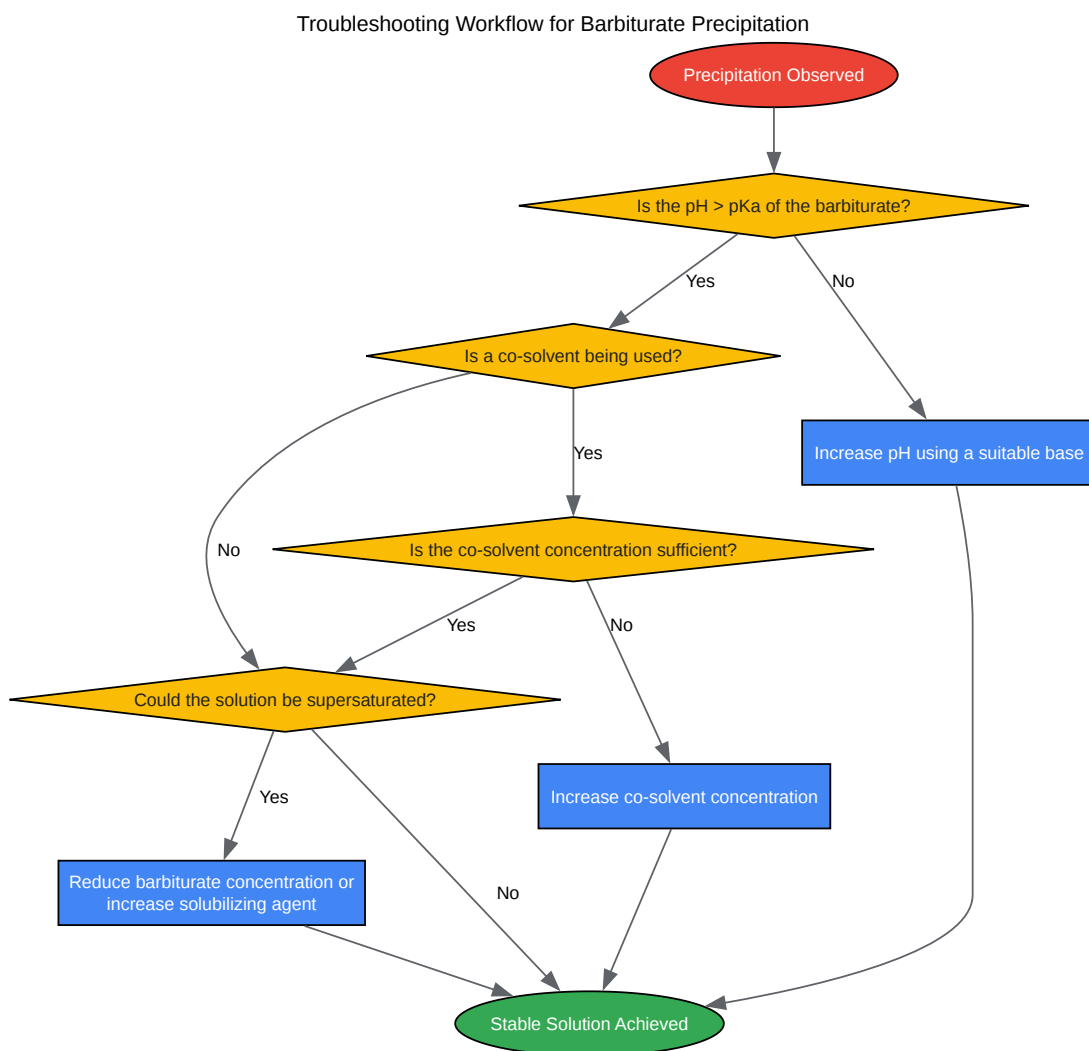 Troubleshooting Workflow for Barbiturate Precipitation
Precipitation Observed
Is the pH > pKa of the barbiturate?
Yes
No
Is a co-solvent being used?
Increase pH using a suitable base
Yes
No
Is the co-solvent concentration sufficient?
Yes
No
Could the solution be supersaturated?
Yes
Increase co-solvent concentration
Reduce barbiturate concentration or
increase solubilizing agent
No
Stable Solution Achieved